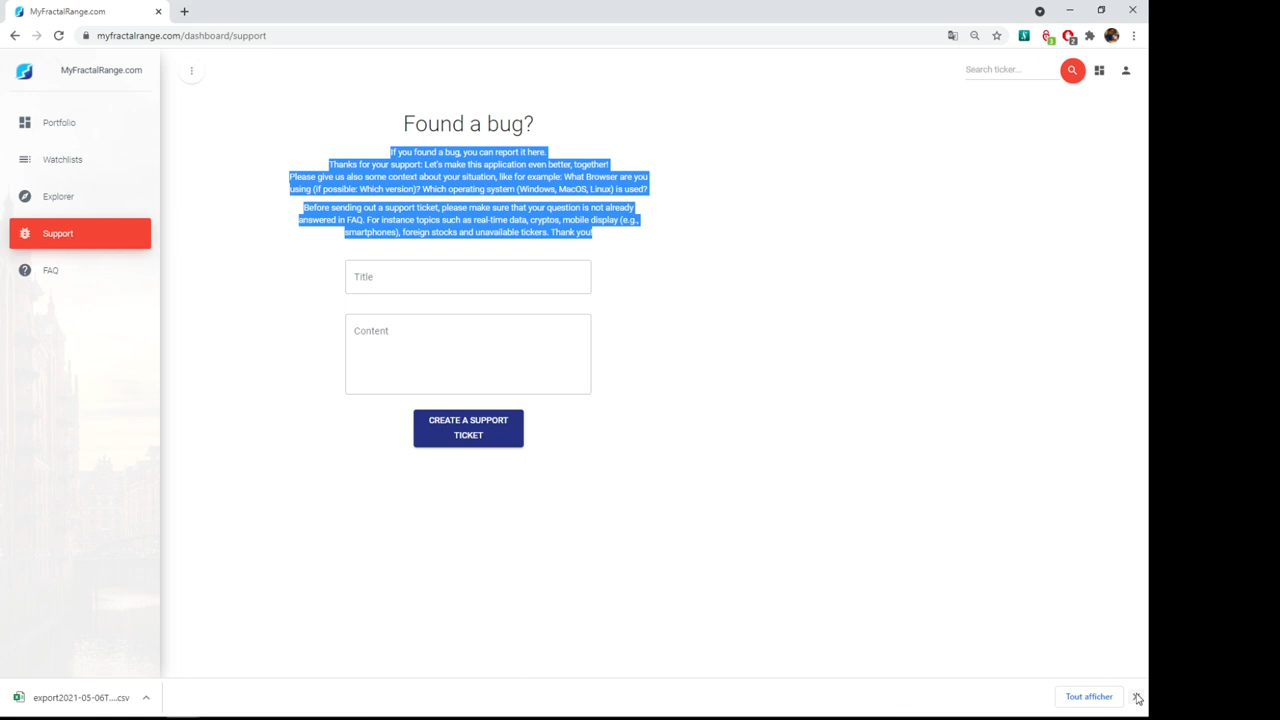 MyFractalRange.com
myfractalrange.com/dashboard/support
1
2
MyFractalRange.com
Search ticker...
Portfolio
Watchlists
Explorer
Support
FAQ
Found a bug?
If you found a bug, you can report it here.
Thanks for your support: Let's make this application even better, together!
Please give us also some context about your situation, like for example: What Browser are you
using (if possible: Which version)? Which operating system (Windows, MacOS, Linux) is used?
Before sending out a support ticket, please make sure that your question is not already
answered in FAQ. For instance topics such as real-time data, cryptos, mobile display (e.g.,
smartphones), foreign stocks and unavailable tickers. Thank you!
Title
Content
CREATE A SUPPORT
TICKET
export2021-05-06T....csv
Tout afficher